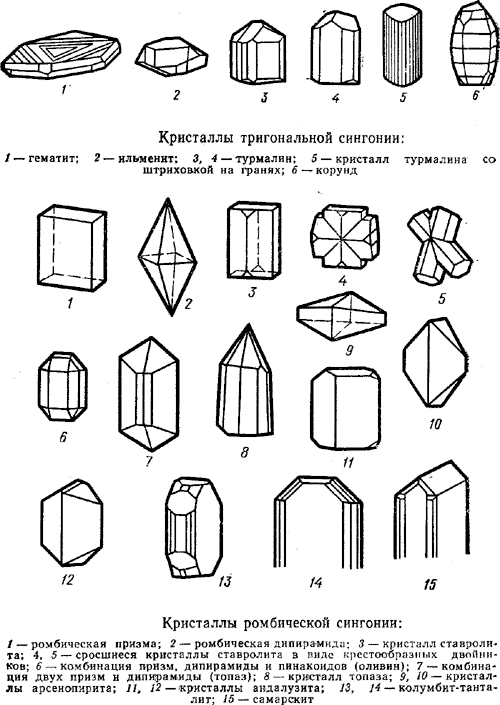 1 2 3 4 5 6
Кристаллы тригональной сингонии:
1 — гематит; 2 — ильменит; 3, 4 — турмалин; 5 — кристалл турмалина со
штриховкой на гранях; 6 — корунд
1 2 3 4 5
9
6 7 8 11 10
12 13 14 15
Кристаллы ромбической сингонии:
1 — ромбическая призма; 2 — ромбическая дипирамида; 3 — кристалл ставроли-
та; 4, 5 — сросшиеся кристаллы ставролита в виде крестообразных двойни-
ков; 6 — комбинация призм, дипирамиды и пинакоидов (оливин); 7 — комбина-
ция двух призм и дипирамиды (топаз); 8 — кристалл топаза; 9, 10 — кристал-
лы арсенопирита; 11, 12 — кристаллы андалузита; 13, 14 — колумбит-танта-
лит; 15 — самарскит